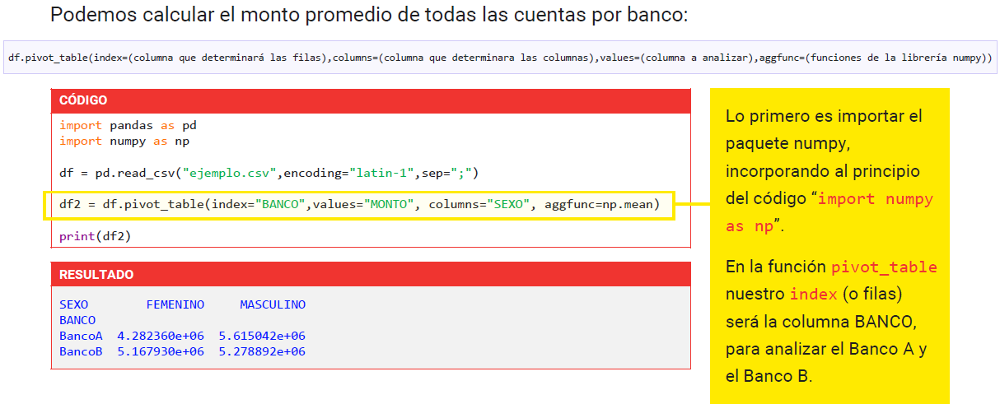 Podemos calcular el monto promedio de todas las cuentas por banco:
df.pivot_table(index=(columna que determinará las filas),columns=(columna que determinara las columnas),values=(columna a analizar),aggfunc=(funciones de la librería numpy))
CÓDIGO
import pandas as pd
import numpy as np
df = pd.read_csv("ejemplo.csv",encoding="latin-1",sep=";")
df2 = df.pivot_table(index="BANCO",values="MONTO", columns="SEXO", aggfunc=np.mean)
print(df2)
RESULTADO
SEXO FEMENINO MASCULINO
BANCO
BancoA 4.282360e+06 5.615042e+06
BancoB 5.167930e+06 5.278892e+06
Lo primero es importar el
paquete numpy,
incorporando al principio
del código “import numpy
as np”.
En la función pivot_table
nuestro index (o filas)
será la columna BANCO,
para analizar el Banco A y
el Banco B.